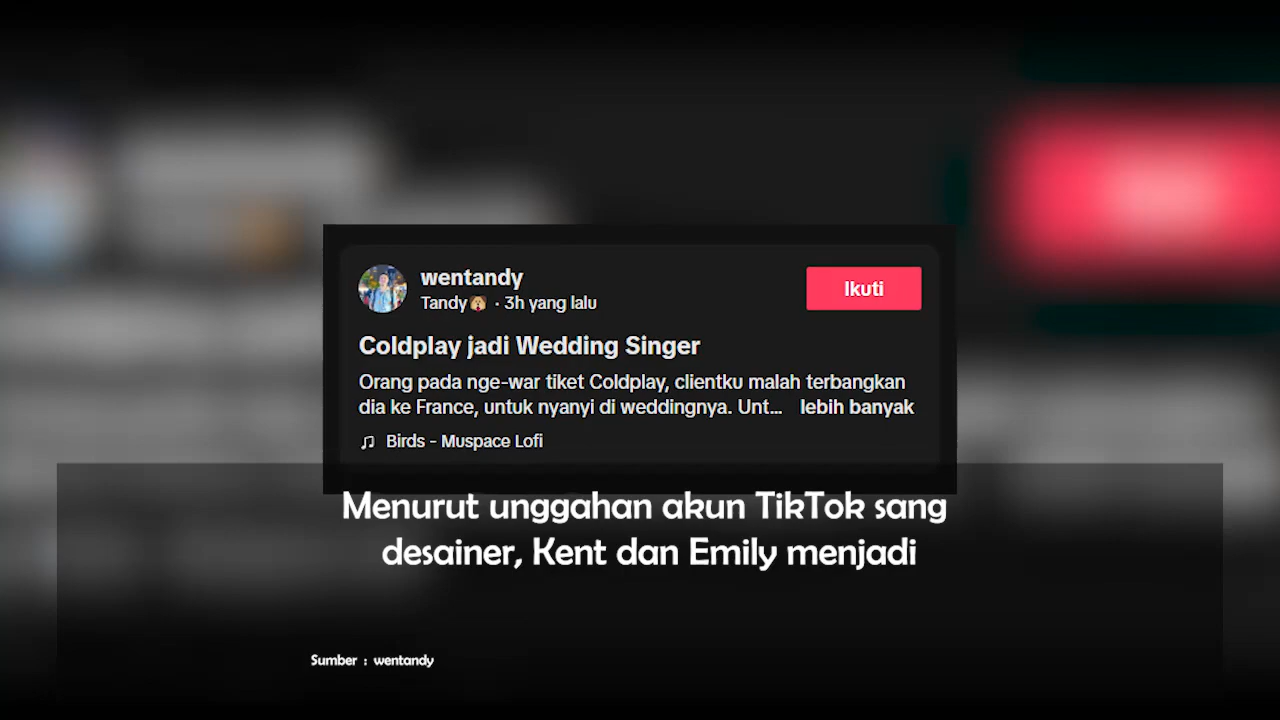 wentandy
Tandy · 3h yang lalu
Ikuti
Coldplay jadi Wedding Singer
Orang pada nge-war tiket Coldplay, clientku malah terbangkan
dia ke France, untuk nyanyi di weddingnya. Unt... lebih banyak
Birds - Muspace Lofi
Menurut unggahan akun TikTok sang
desainer, Kent dan Emily menjadi
Sumber : wentandy